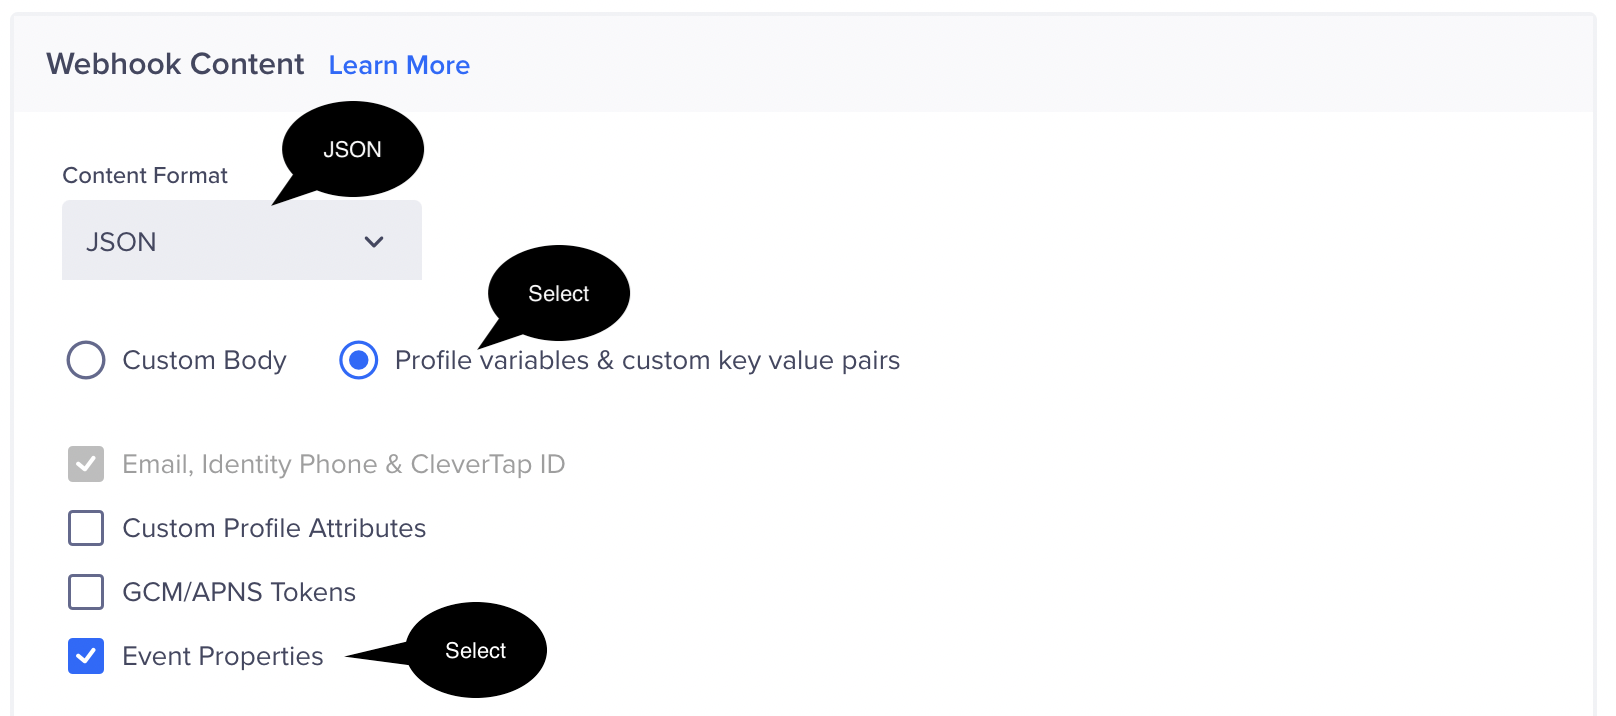 Webhook Content Learn More
JSON
Content Format
JSON
Select
Custom Body Profile variables & custom key value pairs
Email, Identity Phone & CleverTap ID
Custom Profile Attributes
GCM/APNS Tokens
Event Properties Select